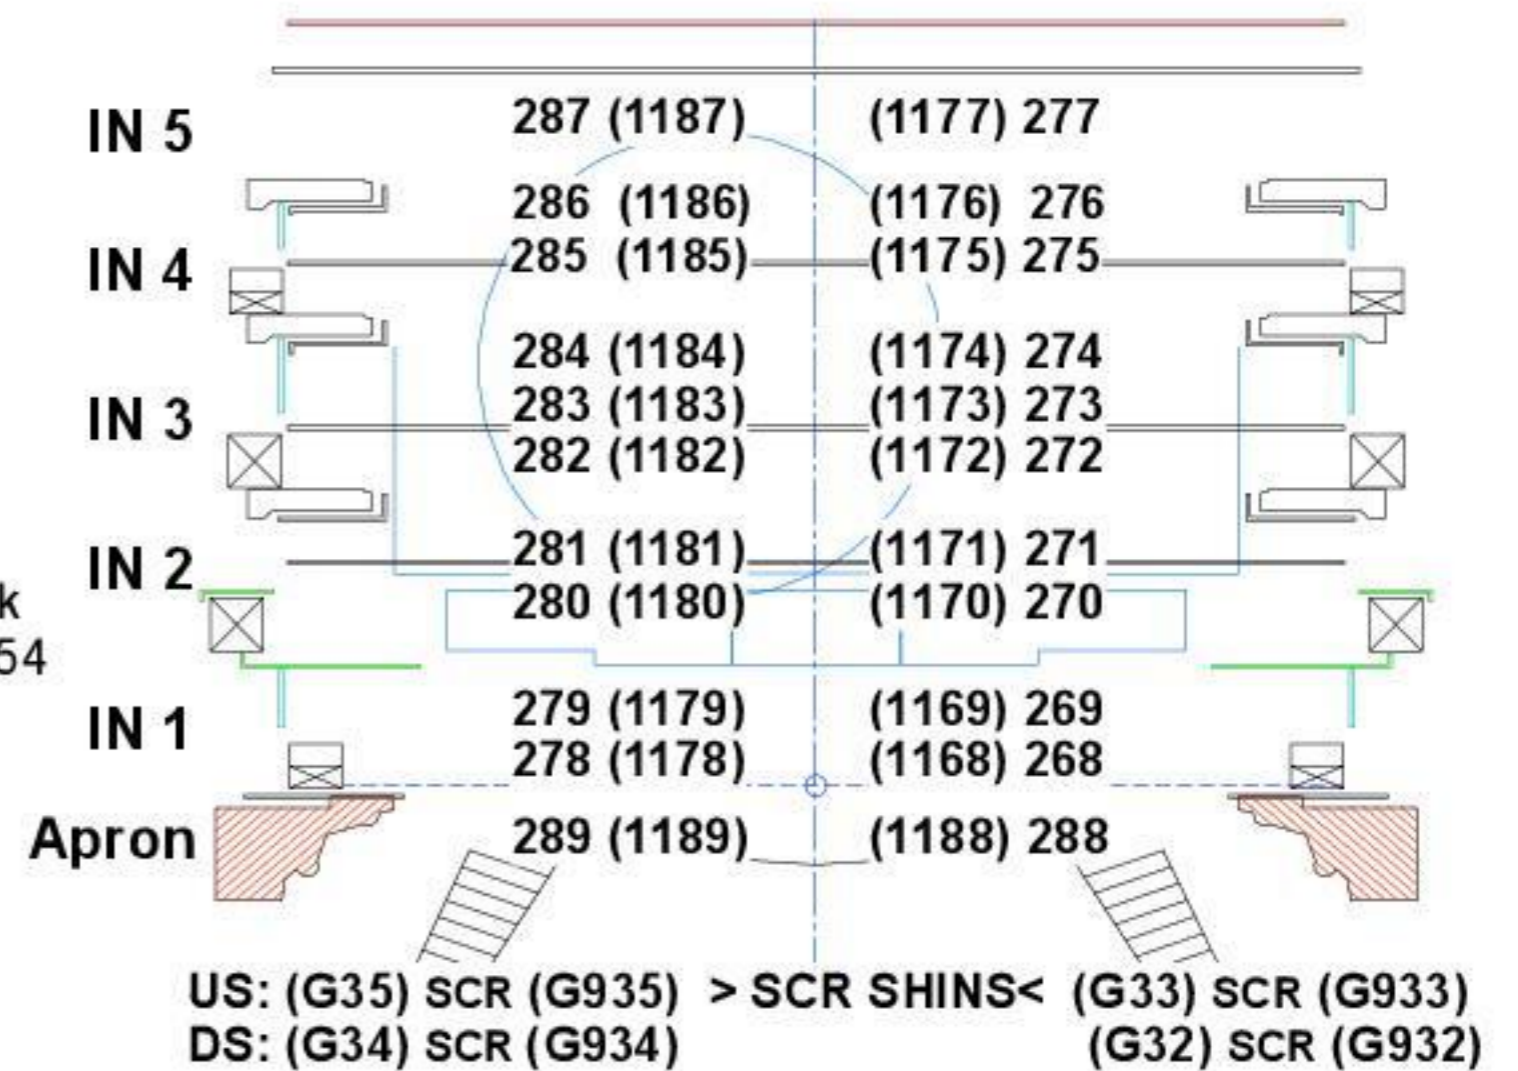 IN 5 287 (1187) (1177) 277
286 (1186) (1176) 276
IN 4 285 (1185) (1175) 275
284 (1184) (1174) 274
IN 3 283 (1183) (1173) 273
282 (1182) (1172) 272
IN 2 281 (1181) (1171) 271
k 280 (1180) (1170) 270
54
IN 1 279 (1179) (1169) 269
278 (1178) (1168) 268
Apron 289 (1189) (1188) 288
US: (G35) SCR (G935) > SCR SHINS< (G33) SCR (G933)
DS: (G34) SCR (G934) (G32) SCR (G932)